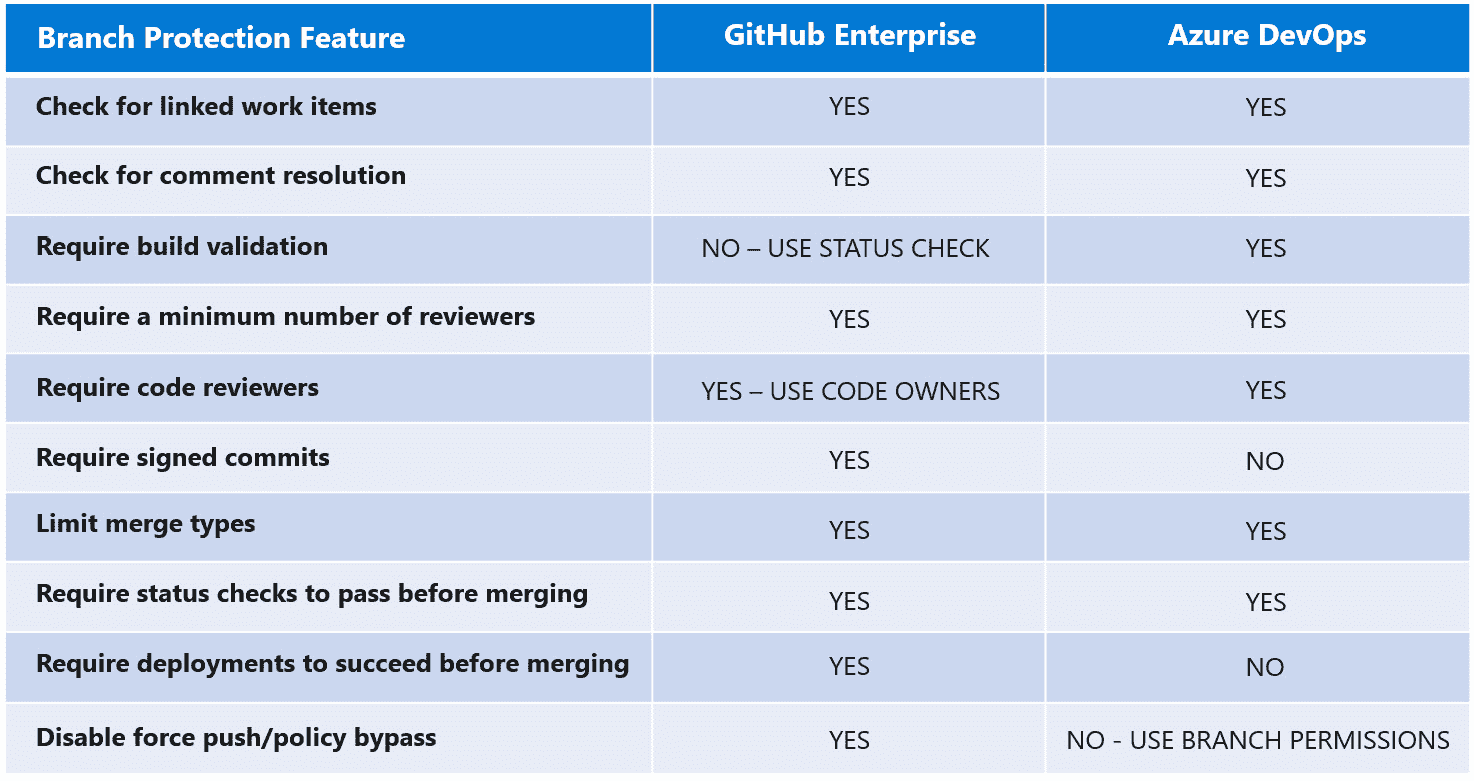 Branch Protection Feature GitHub Enterprise Azure DevOps
Check for linked work items YES YES
Check for comment resolution YES YES
Require build validation NO – USE STATUS CHECK YES
Require a minimum number of reviewers YES YES
Require code reviewers YES – USE CODE OWNERS YES
Require signed commits YES NO
Limit merge types YES YES
Require status checks to pass before merging YES YES
Require deployments to succeed before merging YES NO
Disable force push/policy bypass YES NO - USE BRANCH PERMISSIONS